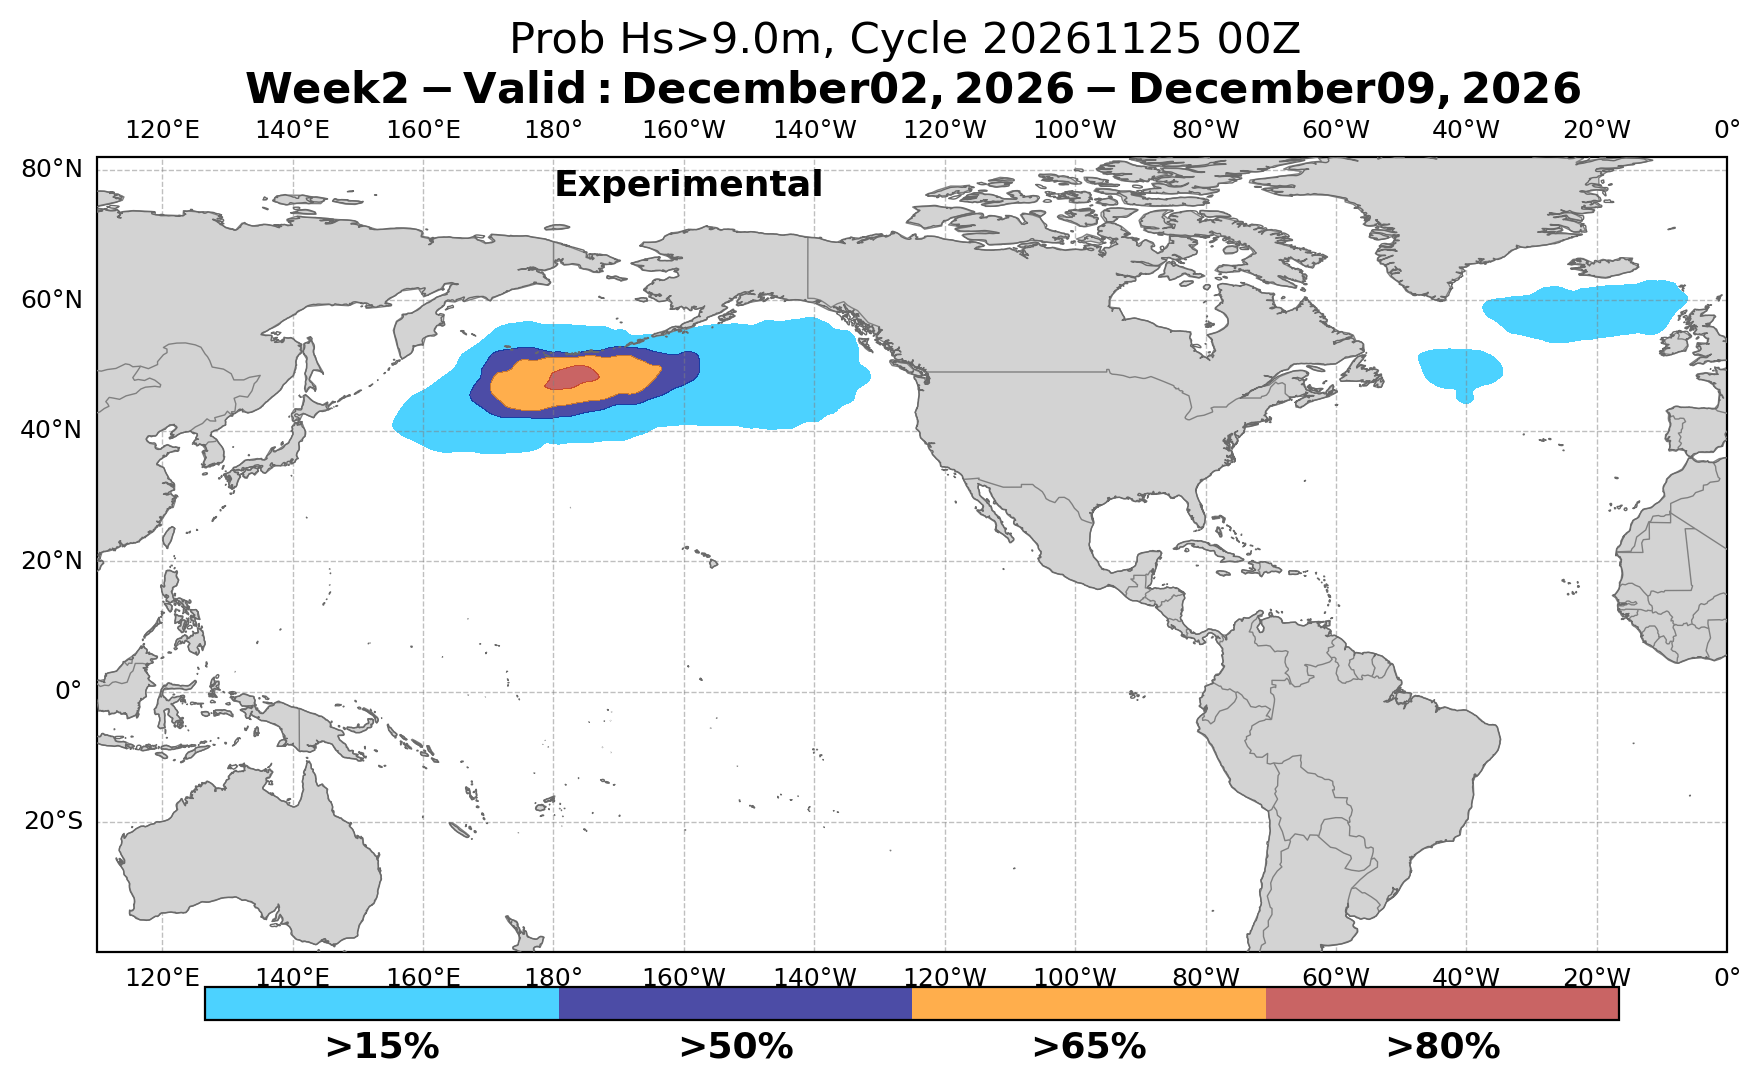 Prob Hs>9.0m, Cycle 20261125 00Z
Week2 − Valid : December02, 2026 − December09, 2026
120°E 140°E 160°E 180° 160°W 140°W 120°W 100°W 80°W 60°W 40°W 20°W 0°
80°N
Experimental
60°N
40°N
20°N
0°
20°S
120°E 140°E 160°E 180° 160°W 140°W 120°W 100°W 80°W 60°W 40°W 20°W 0°
>15% >50% >65% >80%